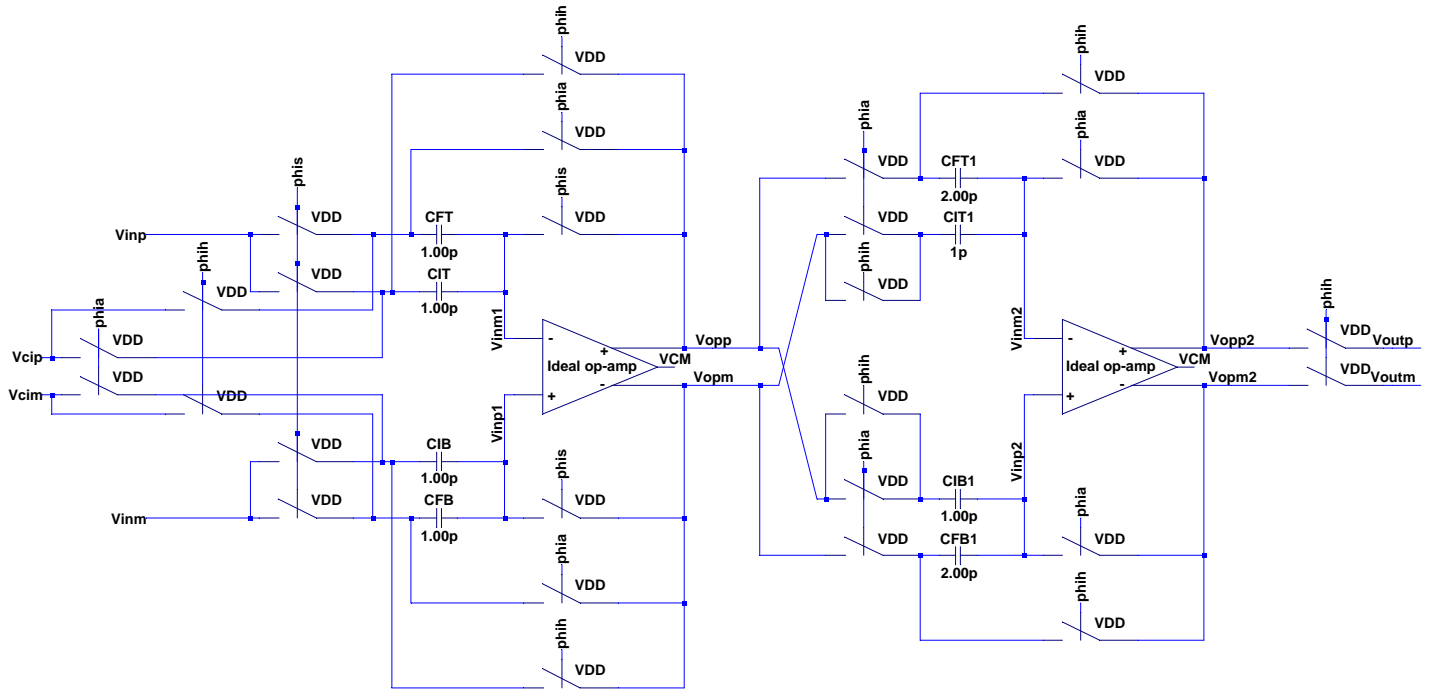 phih
VDD
phih
VDD
phia
VDD
phia
VDD
phia
VDD
CFT1
2.00p
phis
VDD
phis
VDD
CFT
1.00p
Vinp
VDD
CIT1
1p
phih
VDD
CIT
1.00p
phih
VDD
VDD
phia
VDD
Vinm1
Vinm2
phih
Vcip
VDD
Ideal op-amp
-
+
+
-
VCM
Vopp
Vopm
Ideal op-amp
-
+
+
-
VCM
Vopp2
Vopm2
VDD
Voutp
VDD
Voutm
Vcim
VDD
Vinp1
phih
VDD
VDD
CIB
1.00p
phia
VDD
CIB1
1.00p
Vinp2
phis
VDD
CFB
1.00p
VDD
Vinm
phia
VDD
VDD
CFB1
2.00p
phia
VDD
phih
VDD
phih
VDD